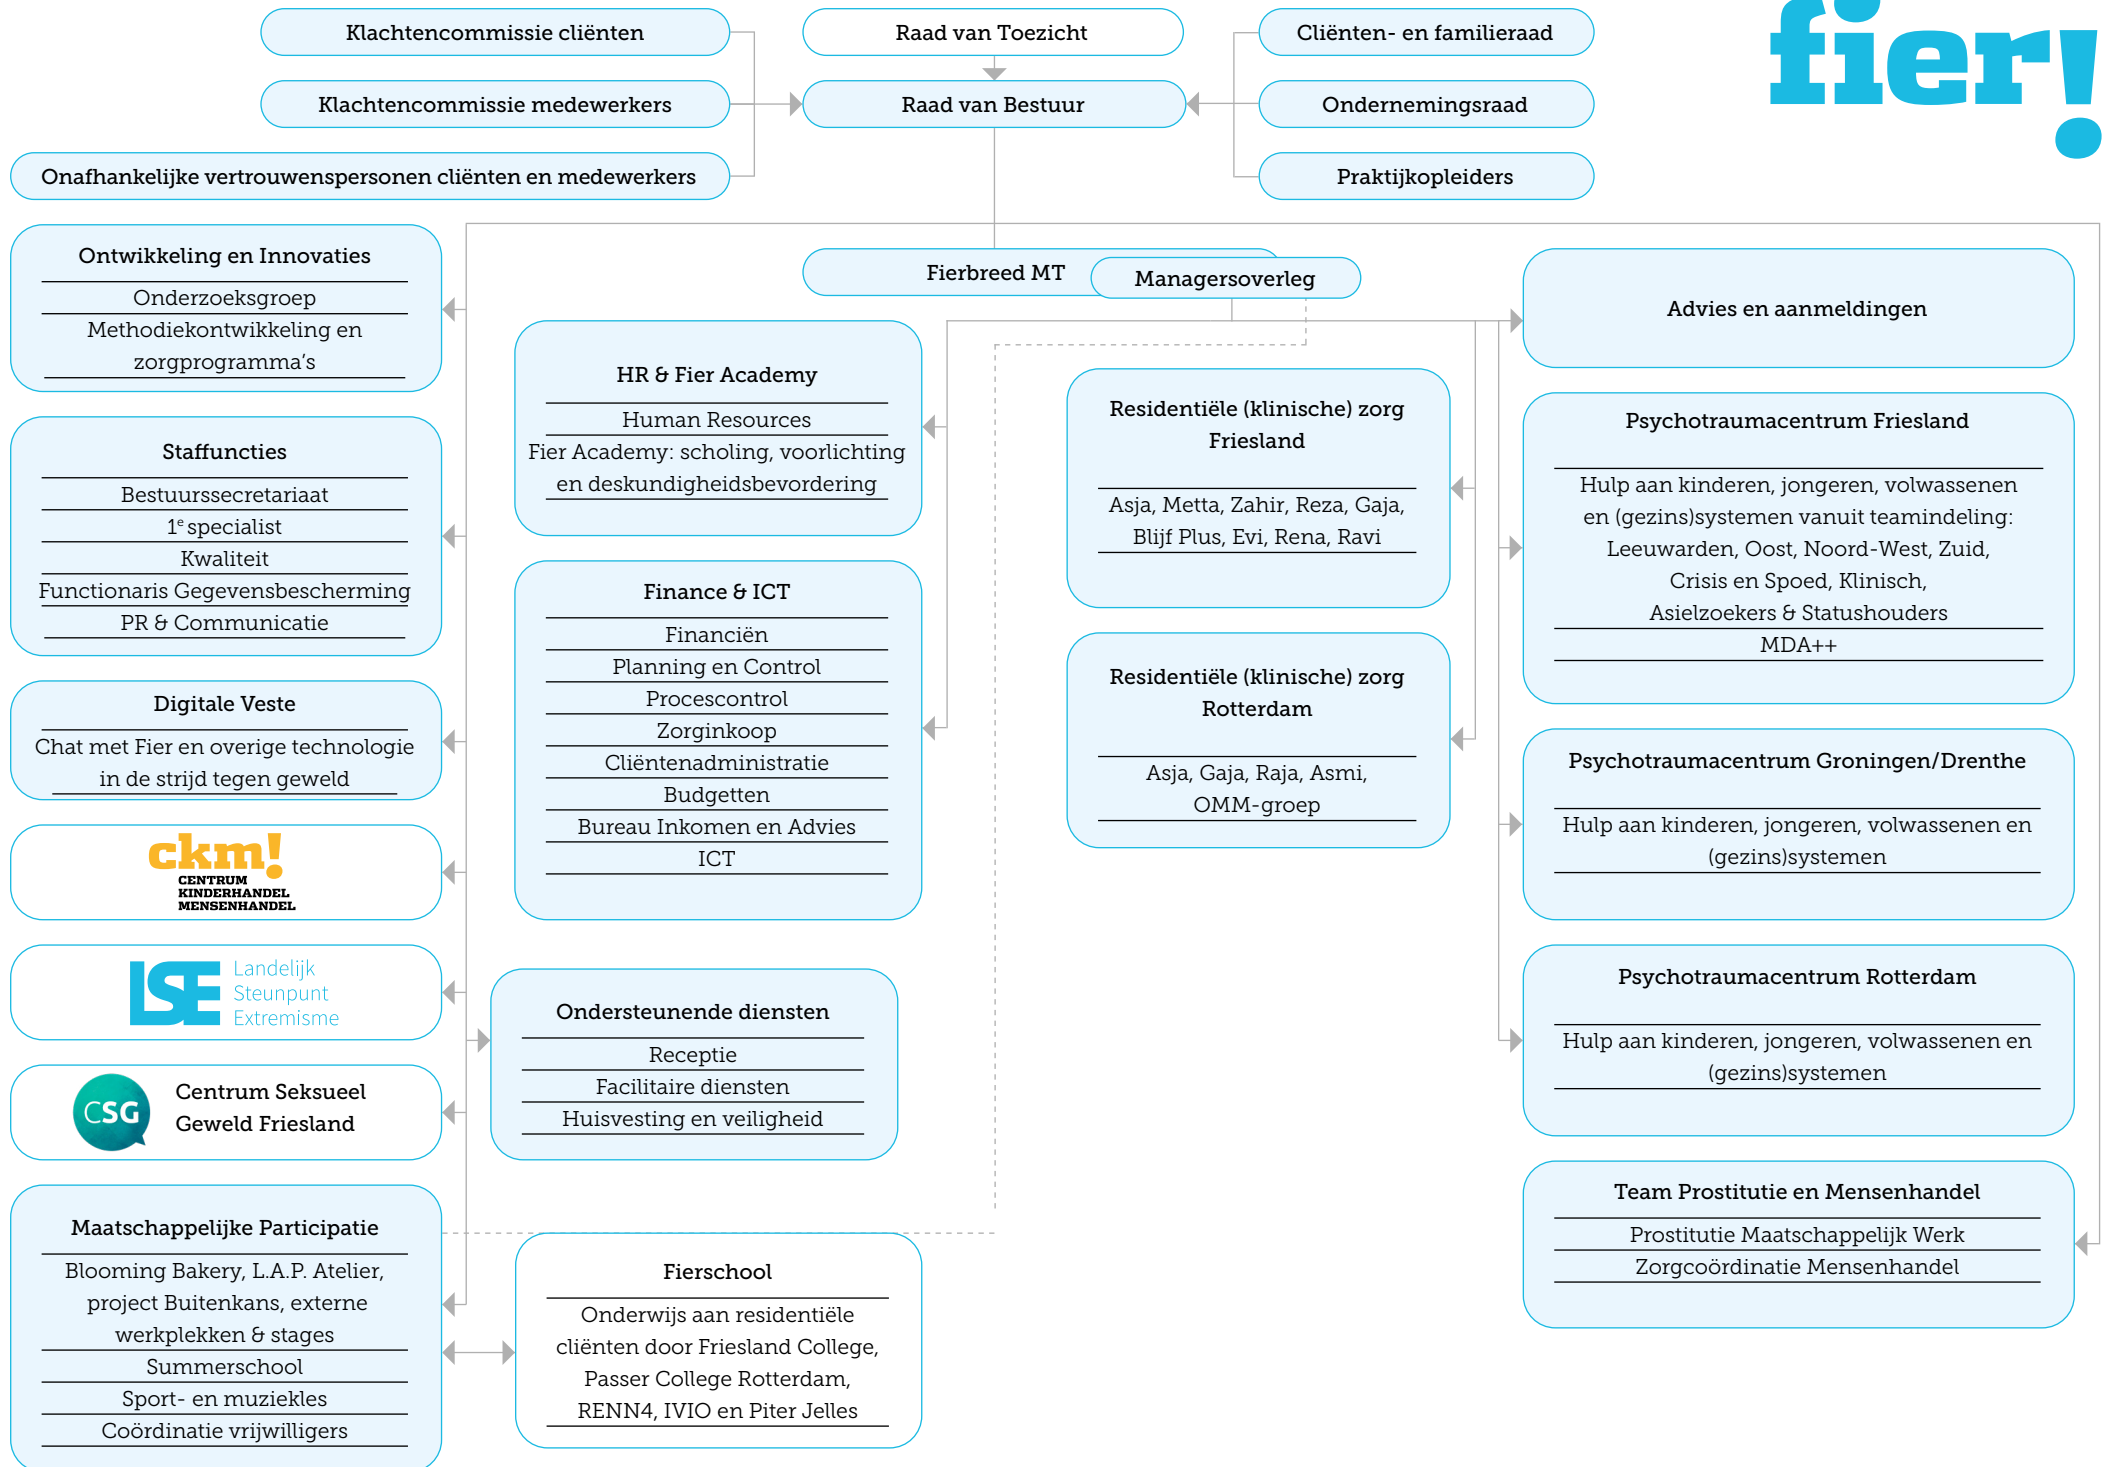 fier!
Klachtencommissie cliënten
Raad van Toezicht
Cliënten- en familieraad
Klachtencommissie medewerkers
Raad van Bestuur
Ondernemingsraad
Onafhankelijke vertrouwenspersonen cliënten en medewerkers
Praktijkopleiders
Fierbreed MT
Managersoverleg
Ontwikkeling en Innovaties
Onderzoeksgroep
Methodiekontwikkeling en
zorgprogramma's
Staffuncties
Bestuurssecretariaat
1e specialist
Kwaliteit
Functionaris Gegevensbescherming
PR & Communicatie
Digitale Veste
Chat met Fier en overige technologie
in de strijd tegen geweld
ckm!
CENTRUM
KINDERHANDEL
MENSENHANDEL
LSE
Landelijk
Steunpunt
Extremisme
CSG
Centrum Seksueel
Geweld Friesland
Maatschappelijke Participatie
Blooming Bakery, L.A.P. Atelier,
project Buitenkans, externe
werkplekken & stages
Summerschool
Sport- en muziekles
Coördinatie vrijwilligers
HR & Fier Academy
Human Resources
Fier Academy: scholing, voorlichting
en deskundigheidsbevordering
Finance & ICT
Financiën
Planning en Control
Procescontrol
Zorginkoop
Cliëntenadministratie
Budgetten
Bureau Inkomen en Advies
ICT
Ondersteunende diensten
Receptie
Facilitaire diensten
Huisvesting en veiligheid
Fierschool
Onderwijs aan residentiële
cliënten door Friesland College,
Passer College Rotterdam,
RENN4, IVIO en Piter Jelles
Residentiële (klinische) zorg
Friesland
Asja, Metta, Zahir, Reza, Gaja,
Blijf Plus, Evi, Rena, Ravi
Residentiële (klinische) zorg
Rotterdam
Asja, Gaja, Raja, Asmi,
OMM-groep
Advies en aanmeldingen
Psychotraumacentrum Friesland
Hulp aan kinderen, jongeren, volwassenen
en (gezins)systemen vanuit teamindeling:
Leeuwarden, Oost, Noord-West, Zuid,
Crisis en Spoed, Klinisch,
Asielzoekers & Statushouders
MDA++
Psychotraumacentrum Groningen/Drenthe
Hulp aan kinderen, jongeren, volwassenen en
(gezins)systemen
Psychotraumacentrum Rotterdam
Hulp aan kinderen, jongeren, volwassenen en
(gezins)systemen
Team Prostitutie en Mensenhandel
Prostitutie Maatschappelijk Werk
Zorgcoördinatie Mensenhandel